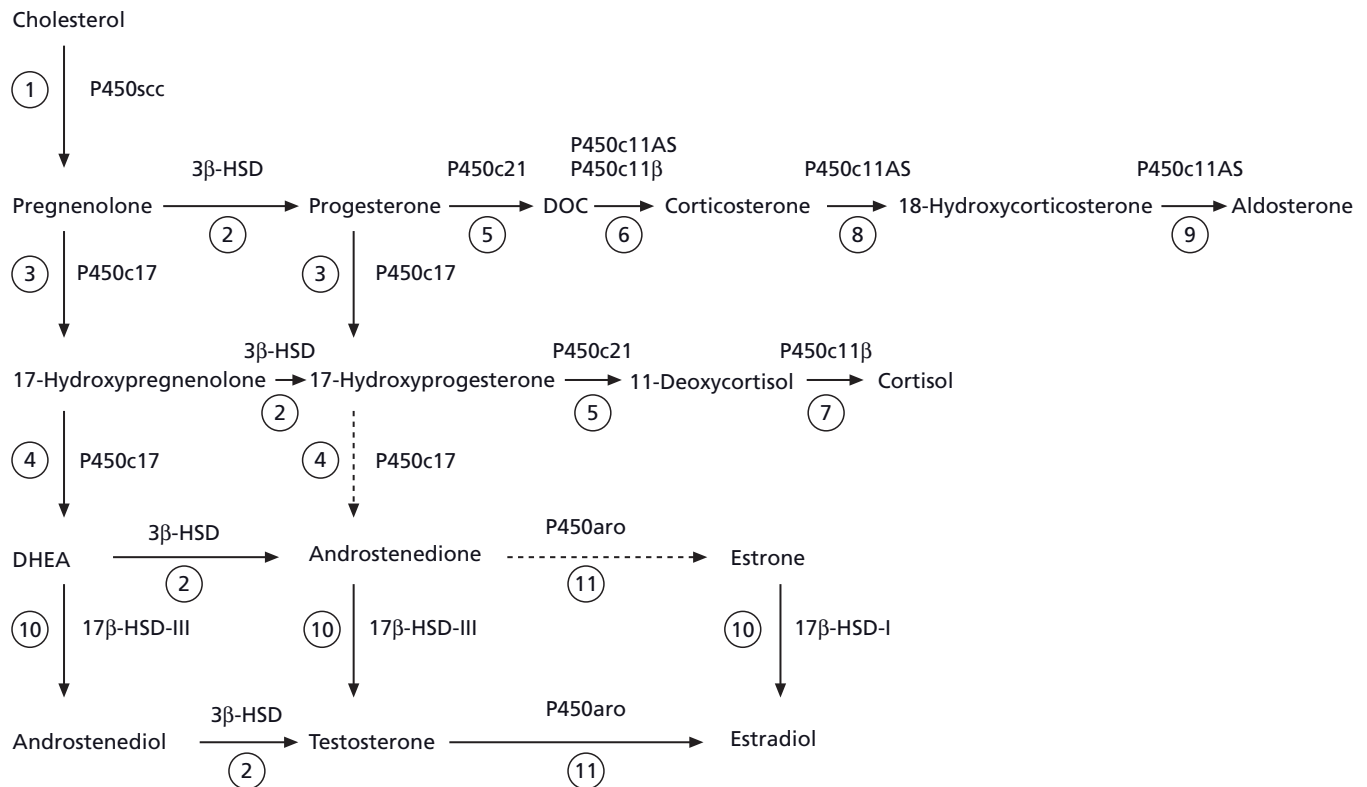 Cholesterol
1 P450scc
P450c11AS
3β-HSD P450c21 P450c11β P450c11AS P450c11AS
Pregnenolone Progesterone DOC Corticosterone 18-Hydroxycorticosterone Aldosterone
2 5 6 8 9
3 P450c17 3 P450c17
3β-HSD P450c21 P450c11β
17-Hydroxypregnenolone 17-Hydroxyprogesterone 11-Deoxycortisol Cortisol
2 5 7
4 P450c17 4 P450c17
3β-HSD P450aro
DHEA Androstenedione Estrone
2 11
10 17β-HSD-III 10 17β-HSD-III 10 17β-HSD-I
3β-HSD P450aro
Androstenediol Testosterone Estradiol
2 11